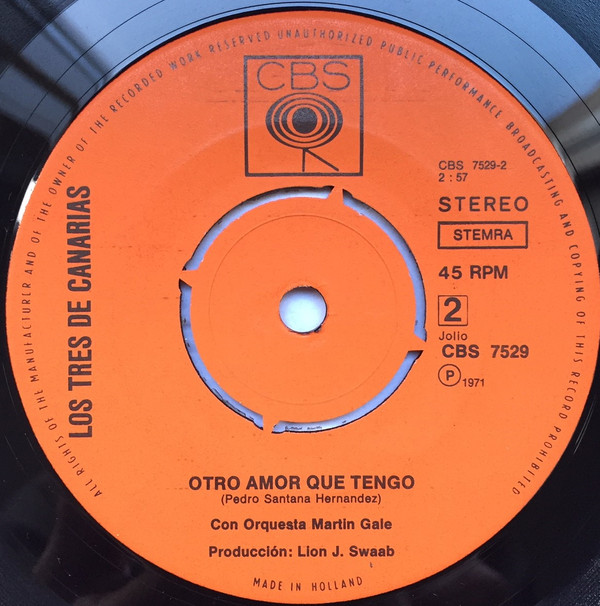 ALL RIGHTS OF THE MANUFACTURER AND OF THE OWNER OF THE RECORDED WORK RESERVED UNAUTHORIZED PUBLIC PERFORMANCE BROADCASTING AND COPYING OF THIS RECORD PROHIBITED
CBS
CBS 7529-2
2 : 57
STEREO
STEMRA
45 RPM
2
Jolio
CBS 7529
P 1971
LOS TRES DE CANARIAS
OTRO AMOR QUE TENGO
(Pedro Santana Hernandez)
Con Orquesta Martin Gale
Producción: Lion J. Swaab
MADE IN HOLLAND